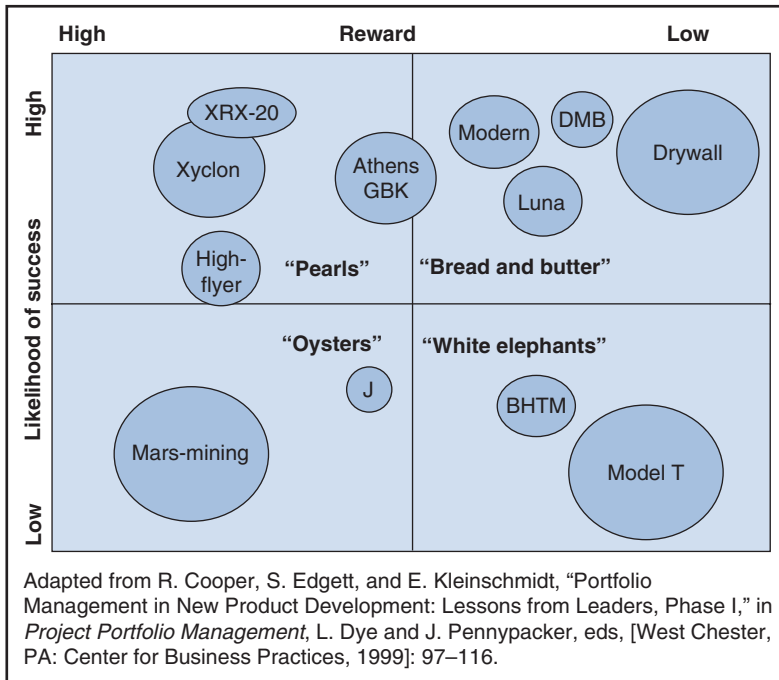 High Reward Low
High
Likelihood of success
Low
XRX-20
Xyclon
Athens
GBK
High-
flyer
"Pearls"
Modern
DMB
Drywall
Luna
"Bread and butter"
"Oysters"
J
Mars-mining
"White elephants"
BHTM
Model T
Adapted from R. Cooper, S. Edgett, and E. Kleinschmidt, “Portfolio
Management in New Product Development: Lessons from Leaders, Phase I,” in
Project Portfolio Management, L. Dye and J. Pennypacker, eds, [West Chester,
PA: Center for Business Practices, 1999]: 97–116.